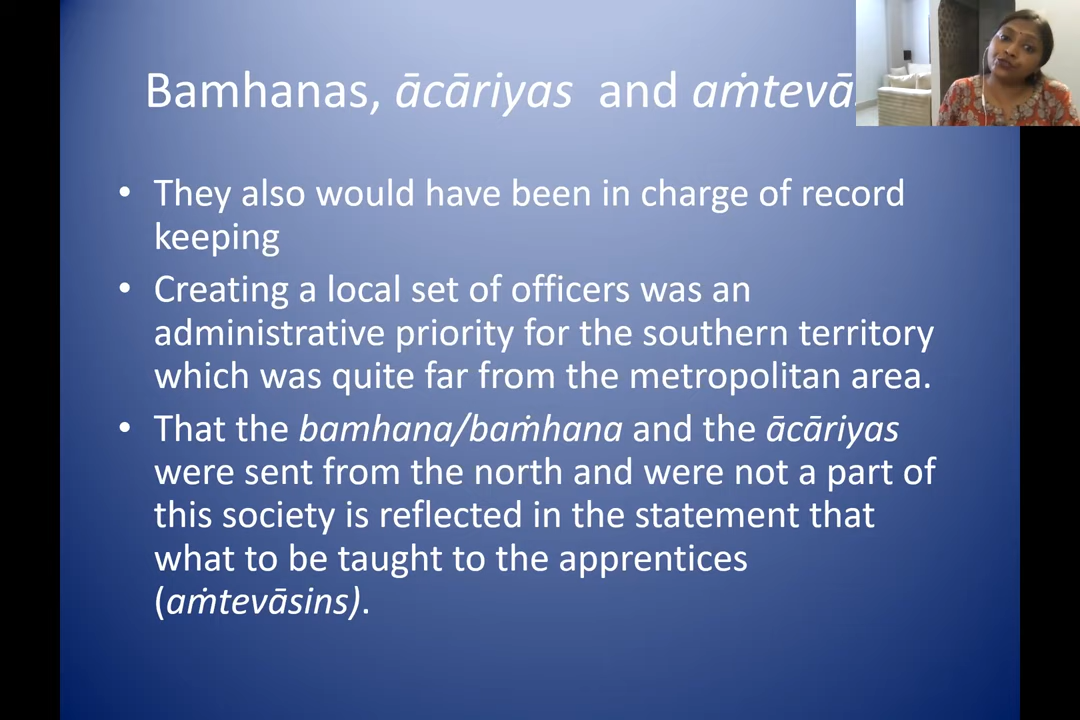 Bamhanas, ācāriyas and aṁtevā
They also would have been in charge of record
keeping
Creating a local set of officers was an
administrative priority for the southern territory
which was quite far from the metropolitan area.
That the bamhana/baṁhana and the ācāriyas
were sent from the north and were not a part of
this society is reflected in the statement that
what to be taught to the apprentices
(aṁtevāsins).